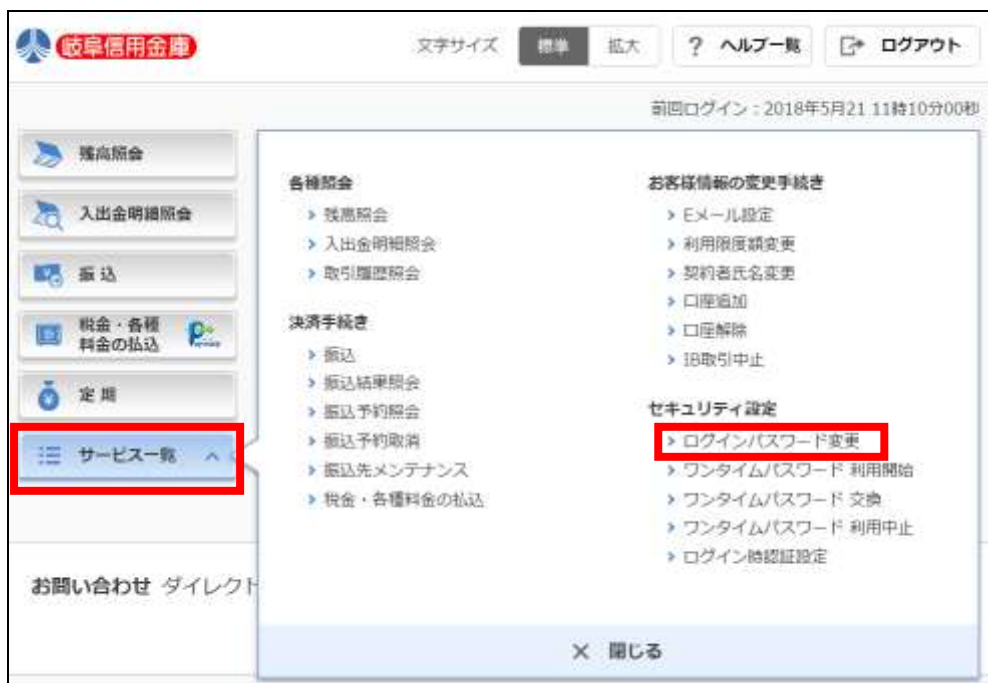 岐阜信用金庫
文字サイズ 標準 拡大 ? ヘルプ一覧 ログアウト
前回ログイン：2018年5月21 11時10分00秒
残高照会
入出金明細照会
振込
税金・各種
料金の払込
定期
サービス一覧
各種照会
残高照会
入出金明細照会
取引履歴照会
決済手続き
振込
振込結果照会
振込予約照会
振込予約取消
振込先メンテナンス
税金・各種料金の払込
お客様情報の変更手続き
Eメール設定
利用限度額変更
契約者氏名変更
口座追加
口座解除
IB取引中止
セキュリティ設定
ログインパスワード変更
ワンタイムパスワード 利用開始
ワンタイムパスワード 交換
ワンタイムパスワード 利用中止
ログイン時認証設定
× 閉じる
お問い合わせ ダイレクト